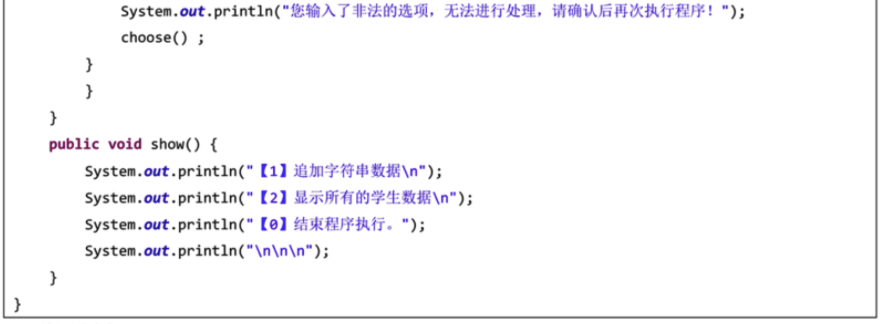 System.out.println("您输入了非法的选项，无法进行处理，请确认后再次执行程序！");
choose() ;
}
}
}
public void show() {
System.out.println("【1】追加字符串数据\n");
System.out.println("【2】显示所有的学生数据\n");
System.out.println("【0】结束程序执行。");
System.out.println("\n\n\n");
}
}